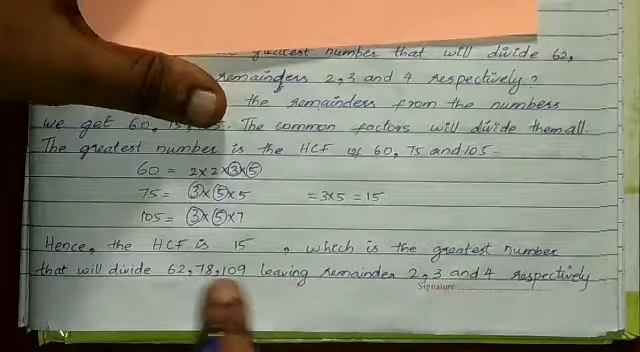 greatest number that will divide 62,
remainders 2,3 and 4 respectively?
the remainders from the numbers
we get 60, The common factors will divide them all.
The greatest number is the HCF of 60, 75 and 105-
60 = 2×2×3×5
75 = 3×5×5 =3×5 = 15
105 = 3×5×7
Hence, the HCF is 15 , which is the greatest number
that will divide 62,78,109 leaving remainder 2,3 and 4 respectively
Signature